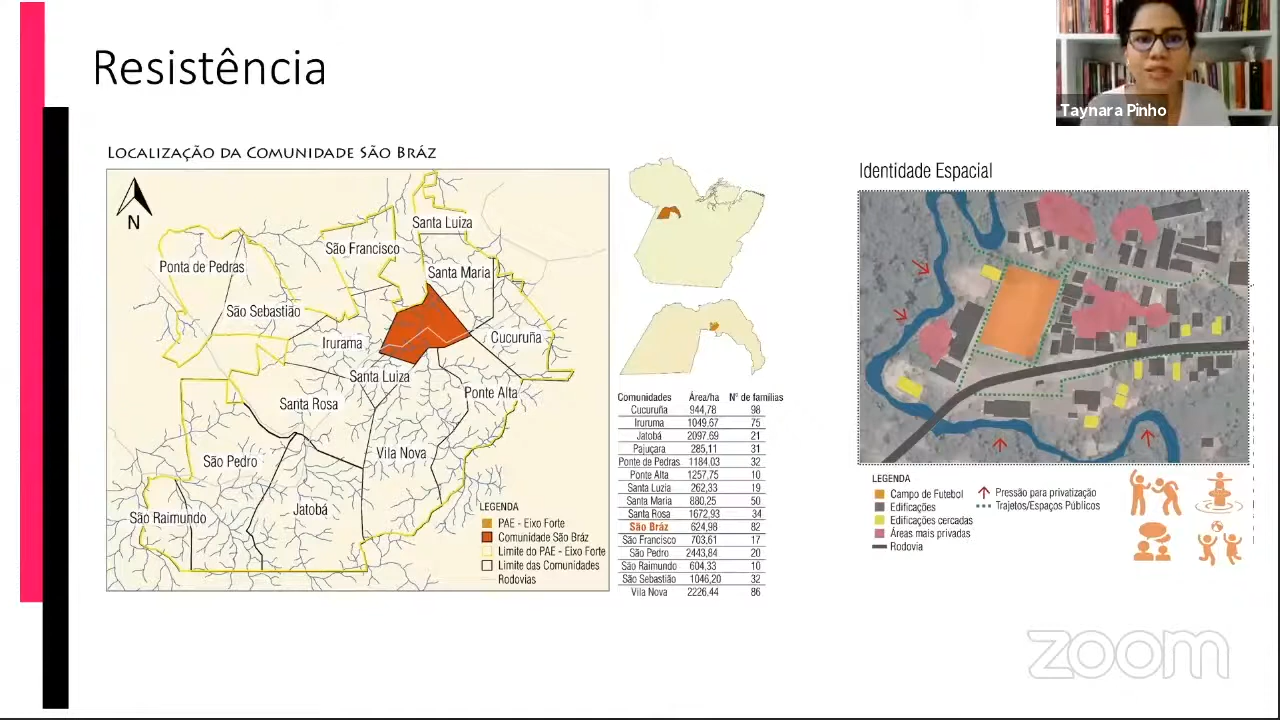 Resistência
Taynara Pinho
Localização da Comunidade São Bráz
N
Santa Luíza
São Francisco
Santa Maria
Ponta de Pedras
São Sebastião
Irurama
Cucuruña
Santa Luíza
Ponte Alta
Santa Rosa
Vila Nova
São Pedro
São Raimundo
Jatobá
LEGENDA
PAE - Eixo Forte
Comunidade São Bráz
Limite do PAE - Eixo Forte
Limite das Comunidades
Rodovias
Comunidades Área/ha Nº de famílias
Cucuruña 944,78 98
Iruruma 1049,67 75
Jatobá 2097.69 21
Pajuçara 285,11 31
Ponte de Pedras 1184.03 32
Ponte Alta 1257,75 10
Santa Luzia 262,33 19
Santa Maria 880,25 50
Santa Rosa 1672,93 34
São Bráz 624,98 82
São Francisco 703,61 17
São Pedro 2443,84 20
São Raimundo 604,33 10
São Sebastião 1046,20 32
Vila Nova 2226,44 86
Identidade Espacial
LEGENDA
Campo de Futebol
Edificações
Edificações cercadas
Áreas mais privadas
Rodovia
Pressão para privatização
Trajetos/Espaços Públicos
zoom